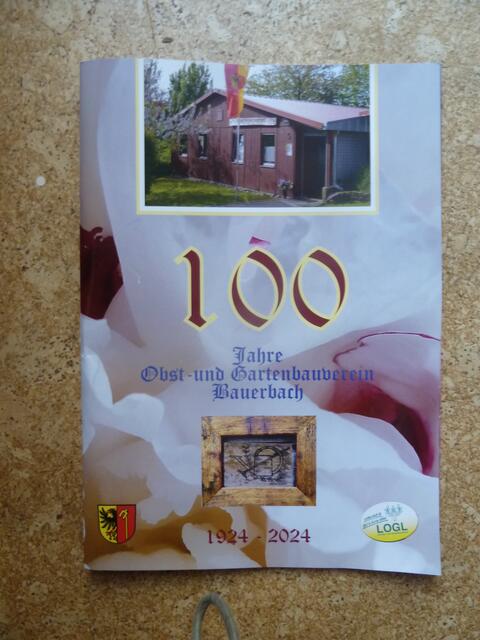 100
Jahre
Obst- und Gartenbauverein
Bauerbach
1924 - 2024
LOGL